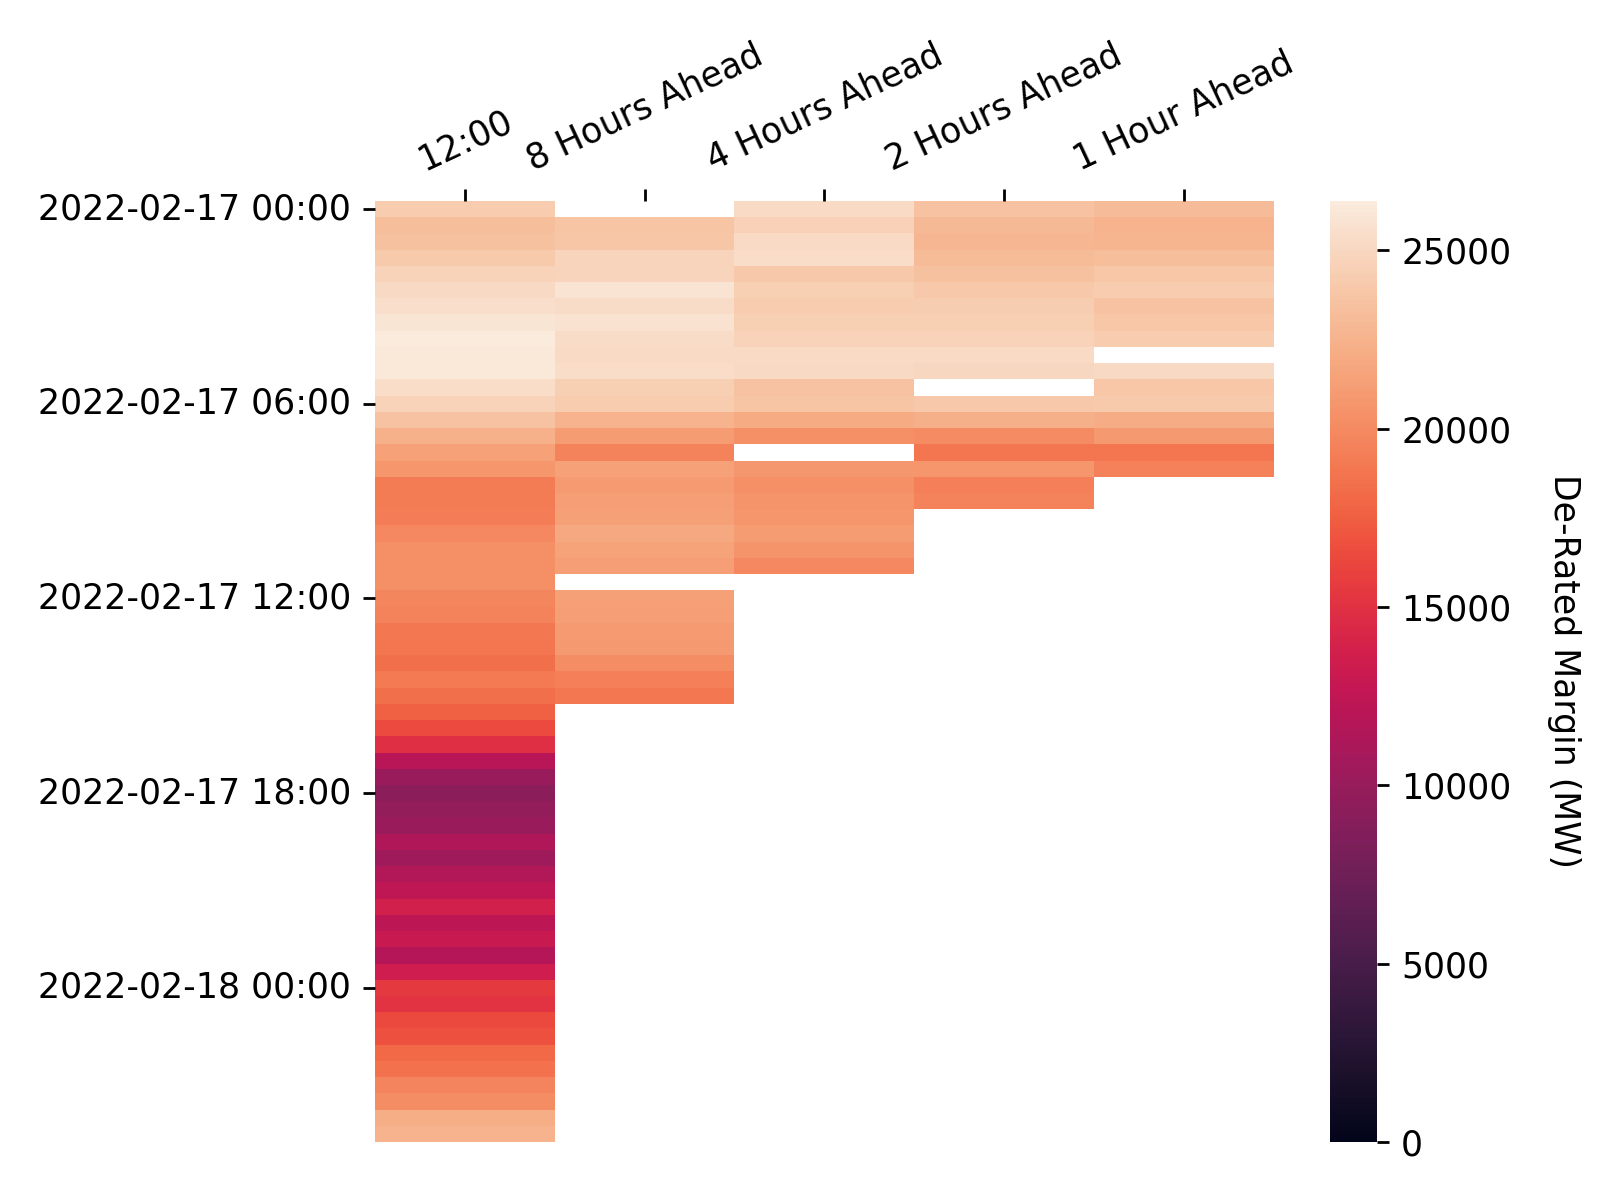 12:00
8 Hours Ahead
4 Hours Ahead
2 Hours Ahead
1 Hour Ahead
2022-02-17 00:00
2022-02-17 06:00
2022-02-17 12:00
2022-02-17 18:00
2022-02-18 00:00
25000
20000
15000
10000
5000
0
De-Rated Margin (MW)